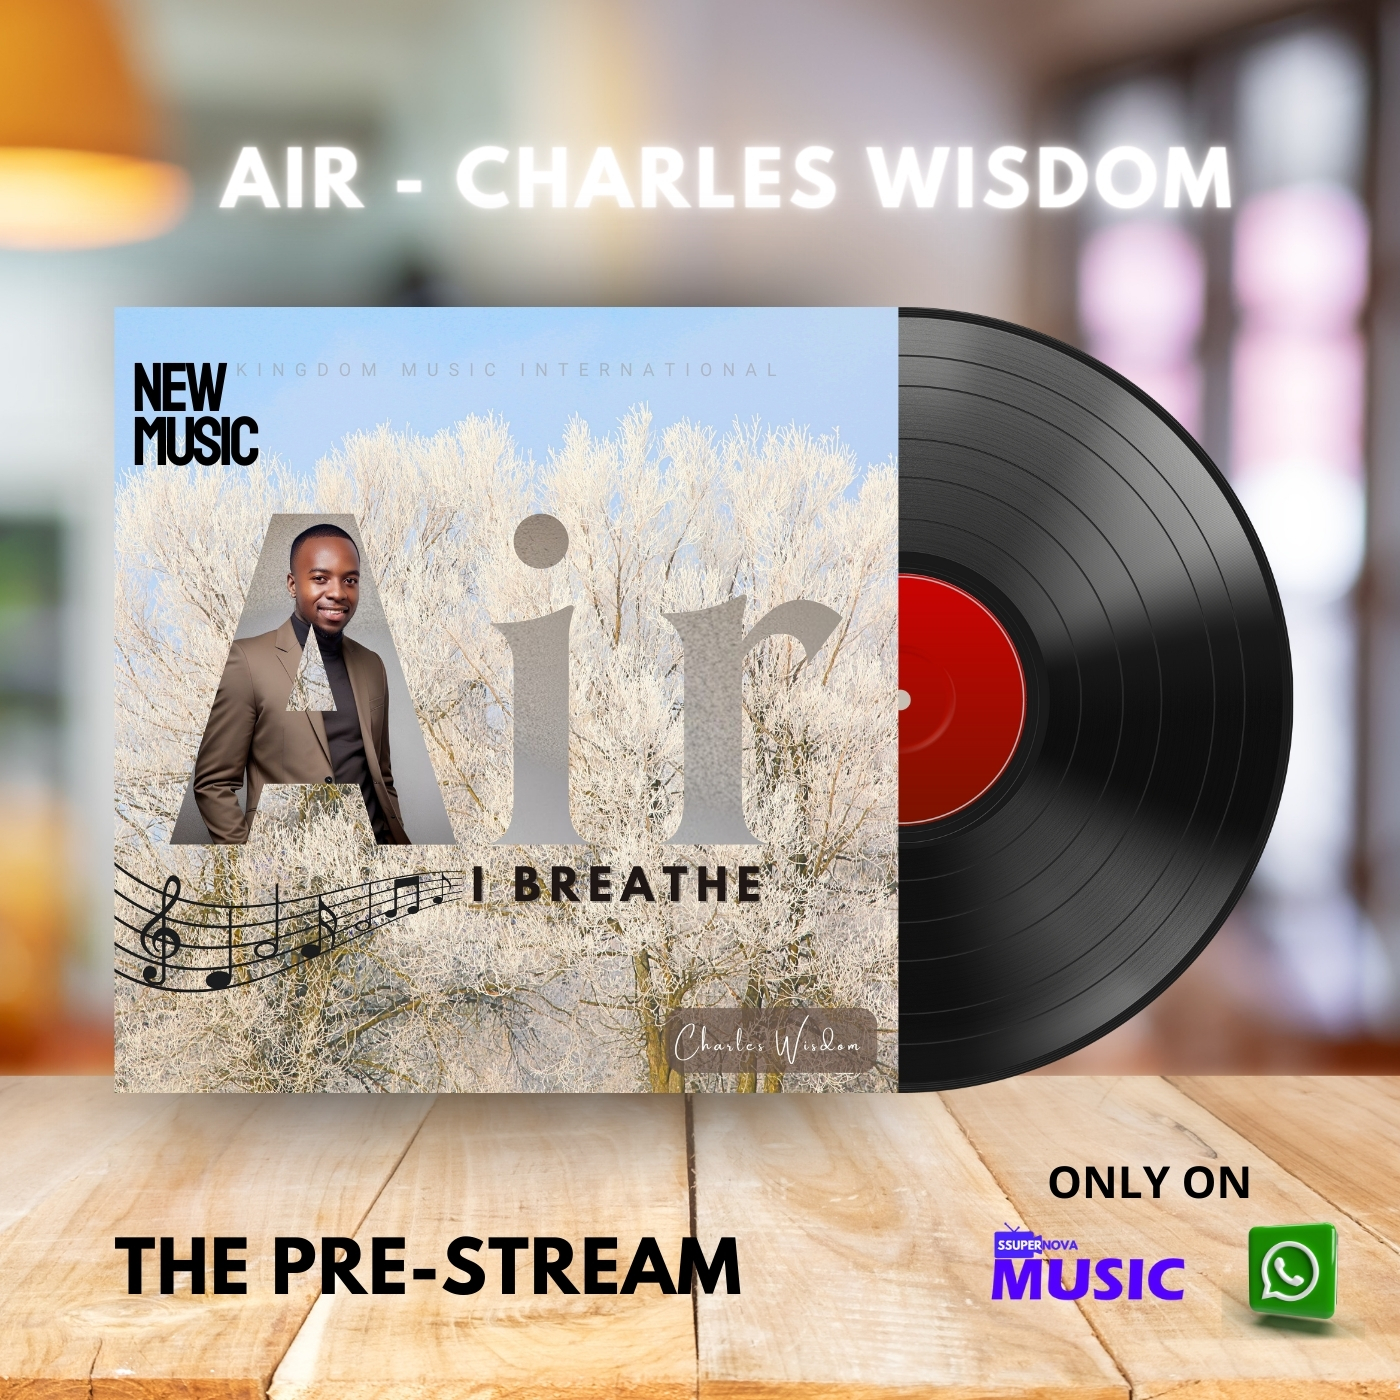 AIR - CHARLES WISDOM
KINGDOM MUSIC INTERNATIONAL
NEW
MUSIC
Air
I BREATHE
Charles Wisdom
ONLY ON
THE PRE-STREAM
SSUPERNOVA
MUSIC